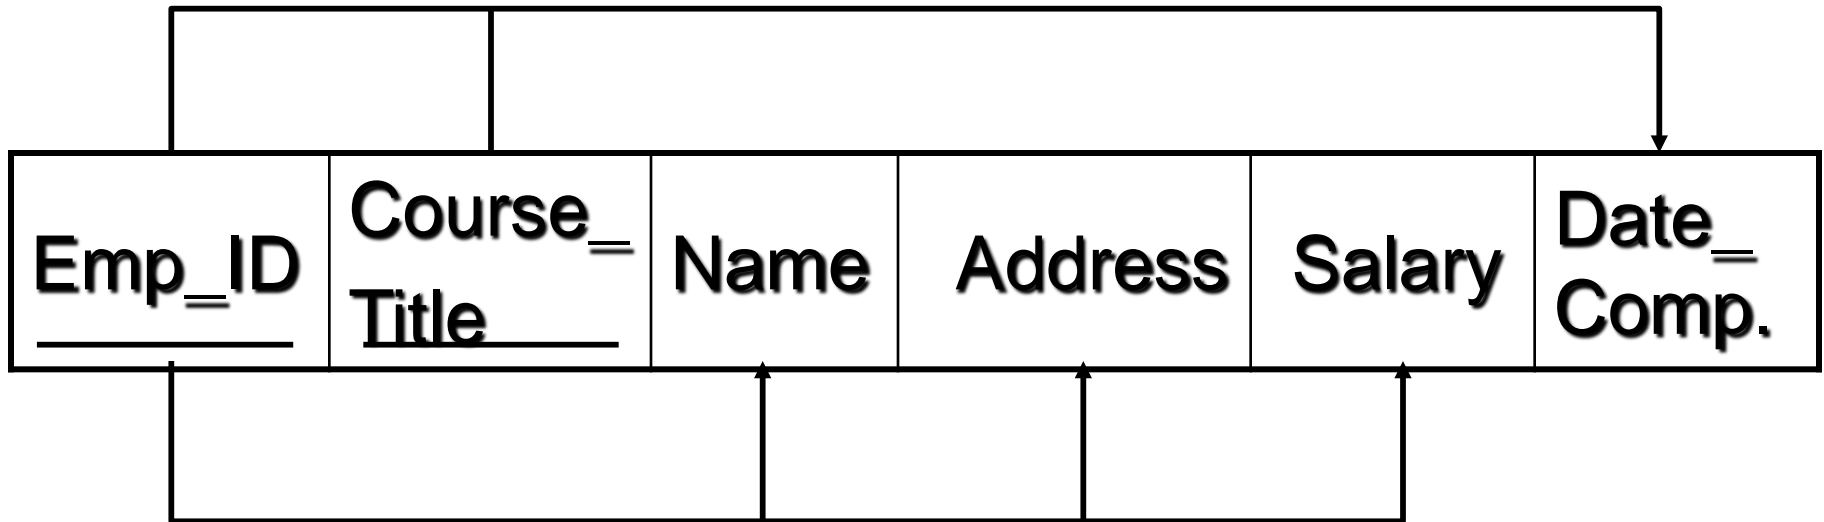 Emp_ID
Course_
Title
Name
Address
Salary
Date_
Comp.